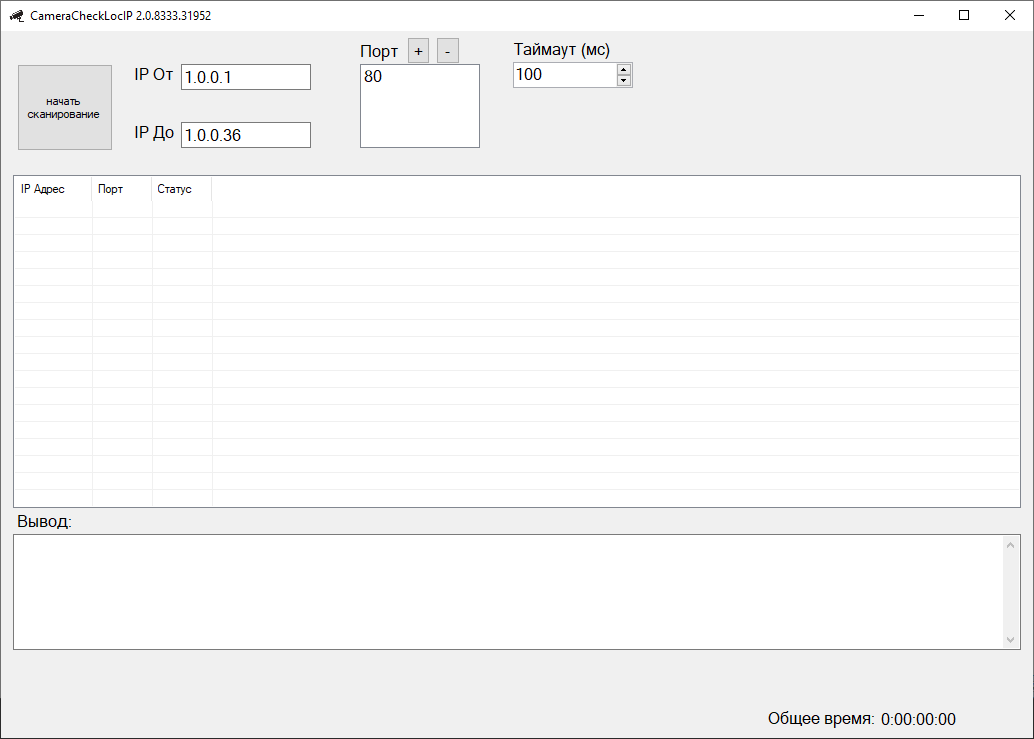 CameraCheckLocIP 2.0.8333.31952
начать
сканирование
IP От 1.0.0.1
IP До 1.0.0.36
Порт + -
80
Таймаут (мс)
100
IP Адрес Порт Статус
Вывод:
Общее время: 0:00:00:00